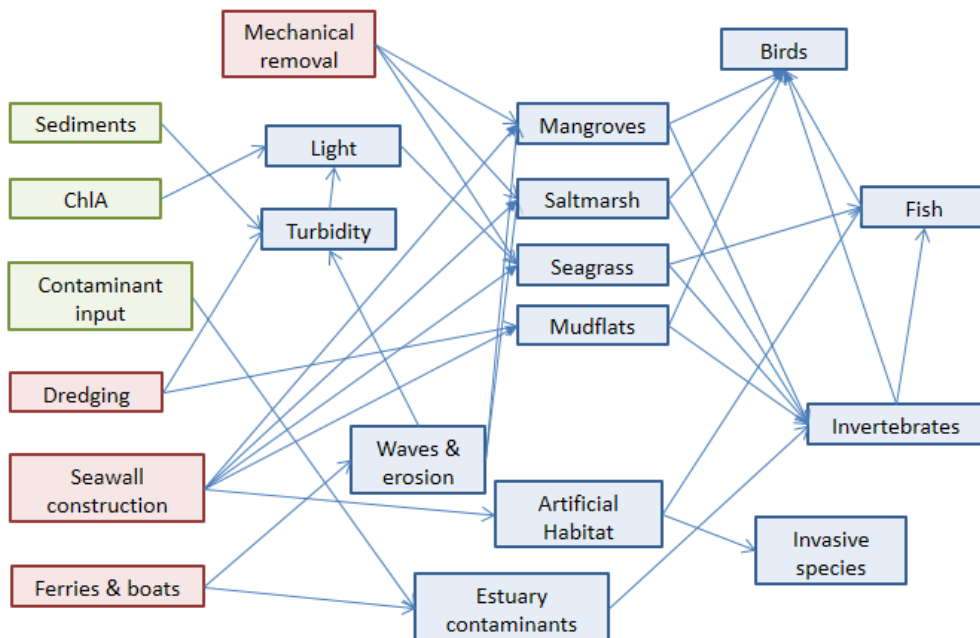 Mechanical
removal
Birds
Sediments
Mangroves
Light
ChlA
Saltmarsh
Fish
Turbidity
Seagrass
Contaminant
input
Mudflats
Dredging
Invertebrates
Waves &
erosion
Seawall
construction
Artificial
Habitat
Invasive
species
Ferries & boats
Estuary
contaminants